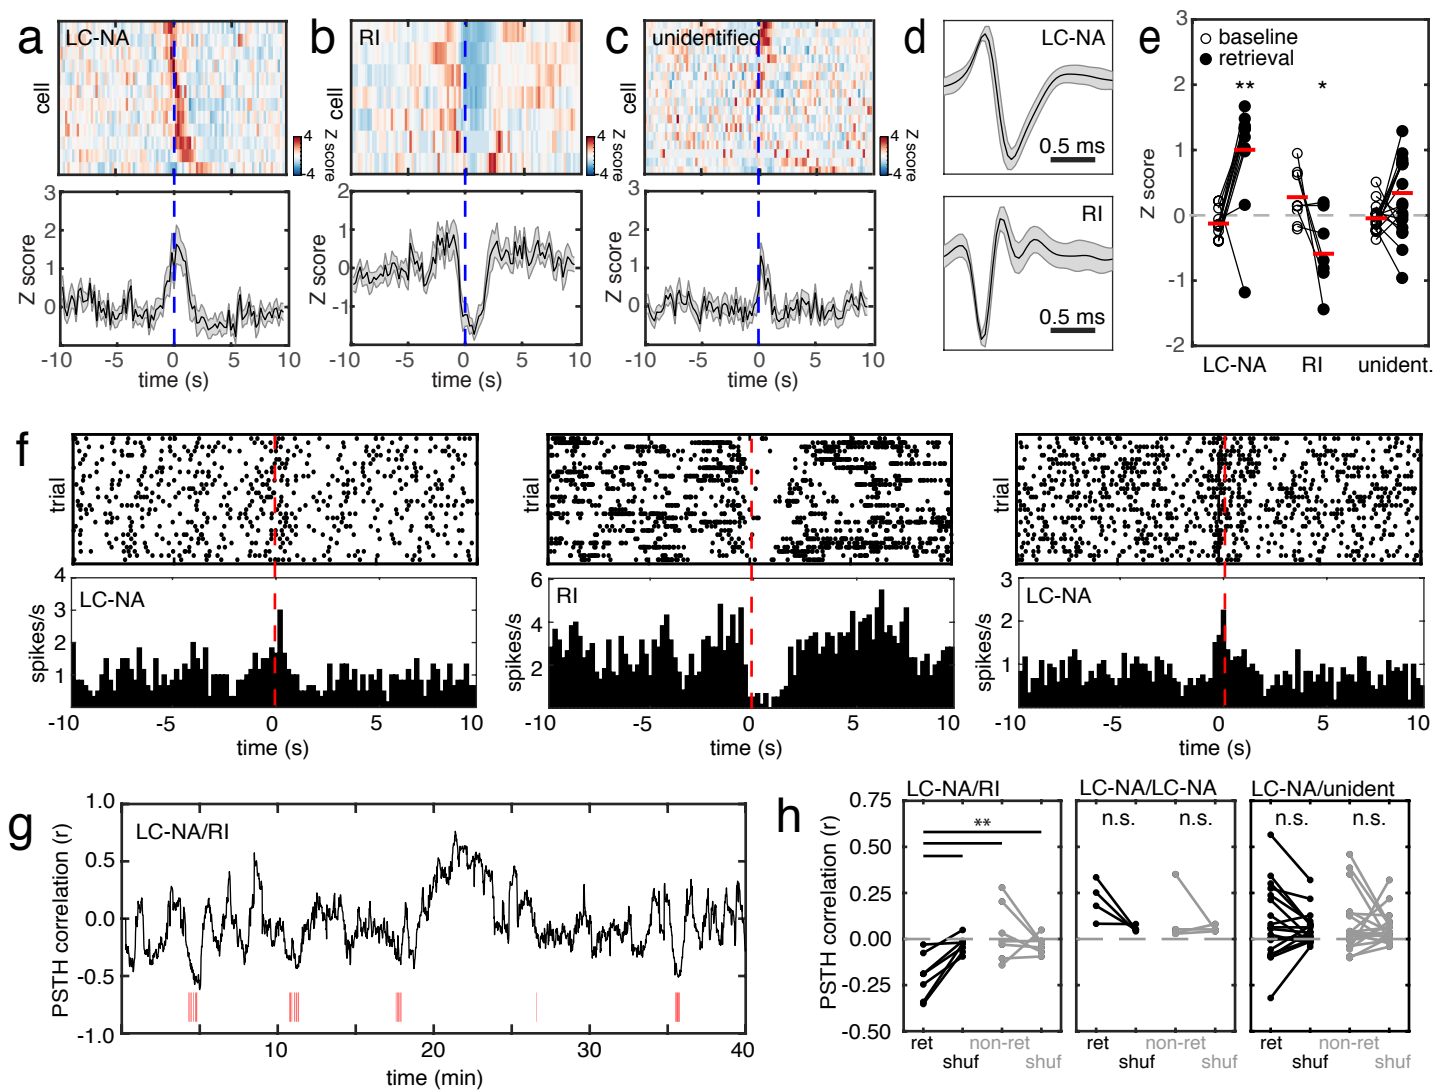 a
LC-NA
cell
4
-4
Z score
3
2
1
0
Z score
-10
-5
0
5
10
time (s)
b
RI
cell
4
-4
Z score
2
1
0
-1
Z score
-10
-5
0
5
10
time (s)
c
unidentified
cell
4
-4
Z score
3
2
1
0
Z score
-10
-5
0
5
10
time (s)
d
LC-NA
0.5 ms
RI
0.5 ms
e
baseline
retrieval
** *
3
2
1
0
-1
-2
Z score
LC-NA RI unident.
f
trial
LC-NA
4
3
2
1
spikes/s
-10 -5 0 5 10
time (s)
trial
RI
6
4
2
spikes/s
-10 -5 0 5 10
time (s)
trial
LC-NA
3
2
1
spikes/s
-10 -5 0 5 10
time (s)
g
LC-NA/RI
1.0
0.5
0.0
-0.5
-1.0
PSTH correlation (r)
0 10 20 30 40
time (min)
h
LC-NA/RI LC-NA/LC-NA LC-NA/unident
** n.s. n.s. n.s. n.s.
0.75
0.50
0.25
0.00
-0.25
-0.50
PSTH correlation (r)
ret non-ret ret non-ret ret non-ret
shuf shuf shuf shuf shuf shuf